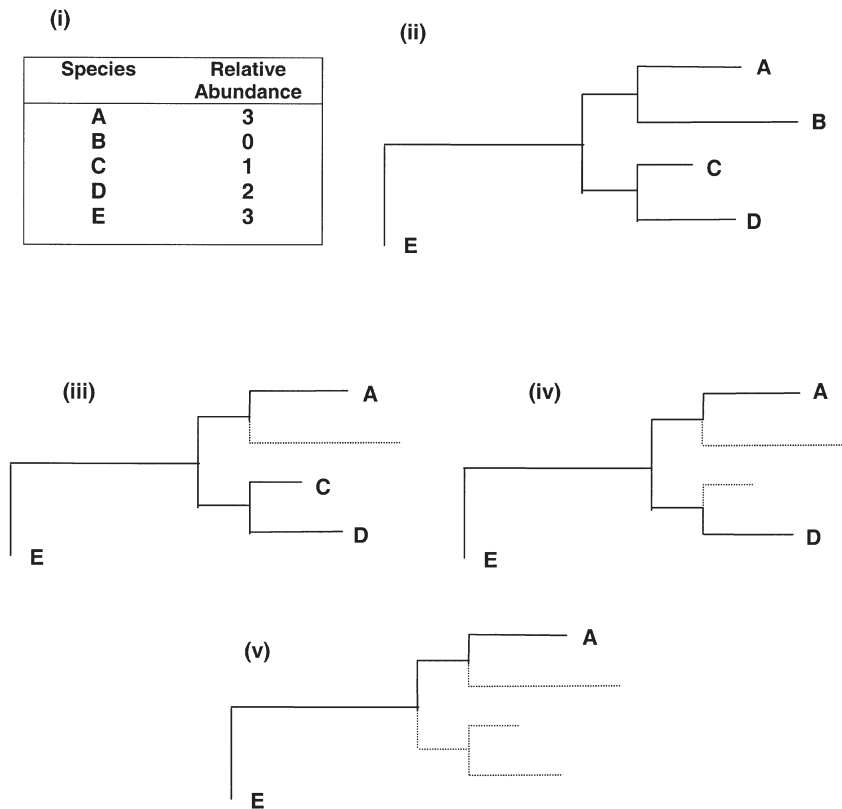 (i)
Species Relative
Abundance
A 3
B 0
C 1
D 2
E 3
(ii)
A
B
C
D
E
(iii)
A
C
D
E
(iv)
A
D
E
(v)
A
E